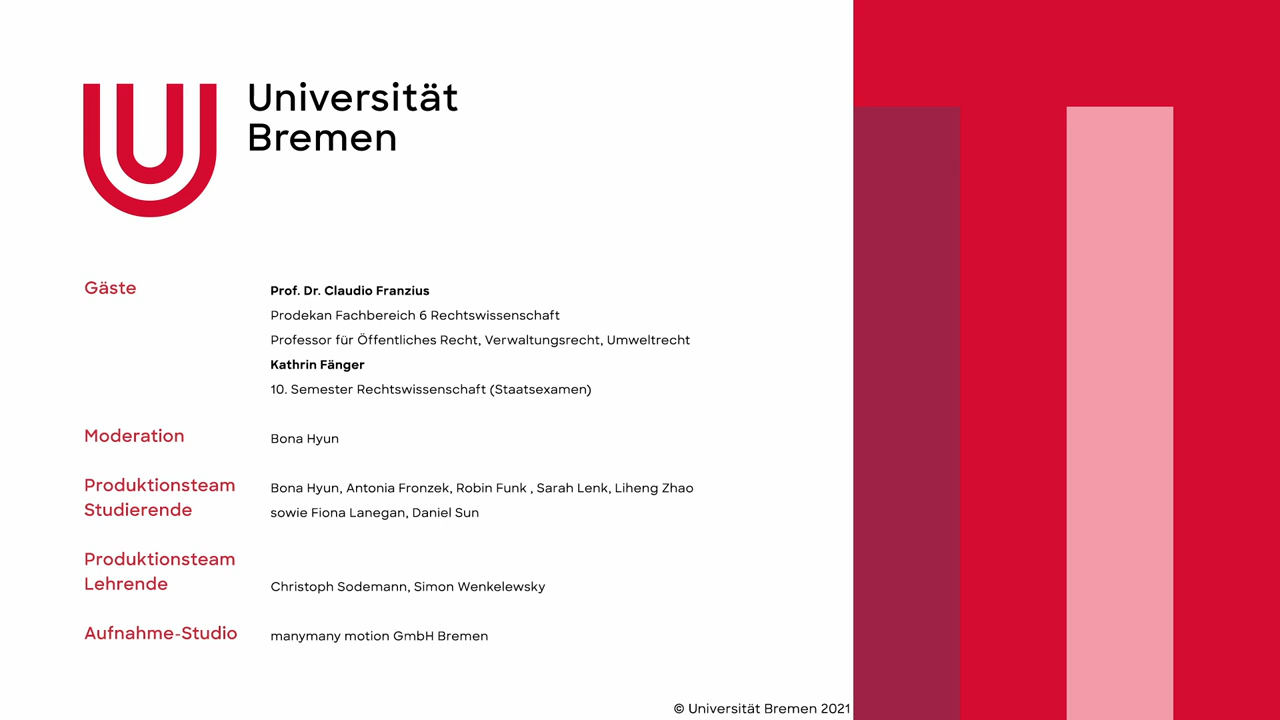 Universität
Bremen
Gäste
Prof. Dr. Claudio Franzius
Prodekan Fachbereich 6 Rechtswissenschaft
Professor für Öffentliches Recht, Verwaltungsrecht, Umweltrecht
Kathrin Fänger
10. Semester Rechtswissenschaft (Staatsexamen)
Moderation
Bona Hyun
Produktionsteam
Studierende
Bona Hyun, Antonia Fronzek, Robin Funk , Sarah Lenk, Liheng Zhao
sowie Fiona Lanegan, Daniel Sun
Produktionsteam
Lehrende
Christoph Sodemann, Simon Wenkelewsky
Aufnahme-Studio
manymany motion GmbH Bremen
© Universität Bremen 2021